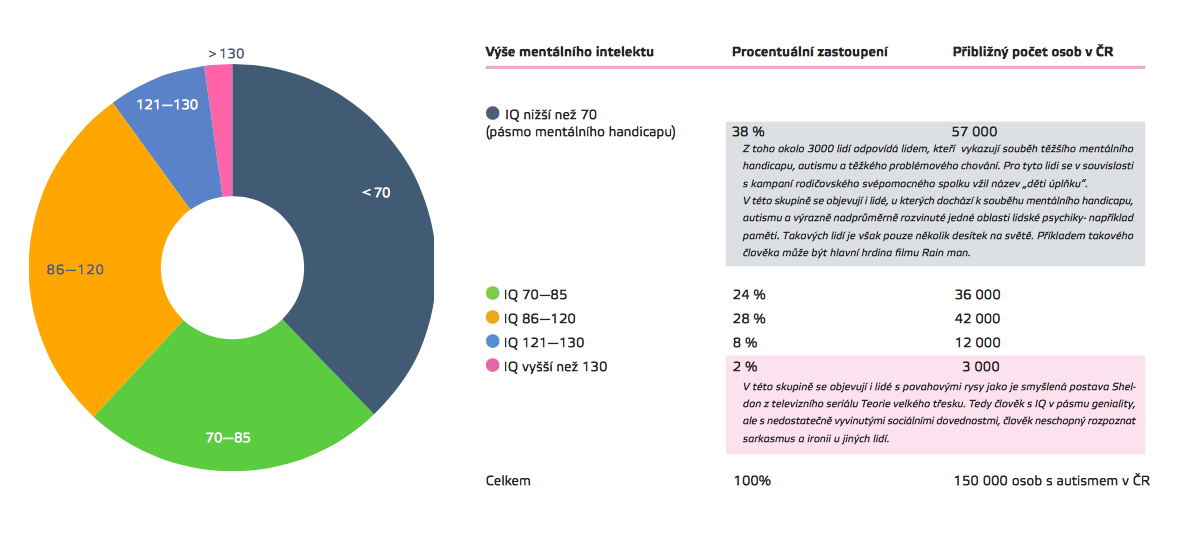 > 130
121—130
< 70
86—120
70—85
Výše mentálního intelektu Procentuální zastoupení Přibližný počet osob v ČR
IQ nižší než 70
(pásmo mentálního handicapu) 38 % 57 000
Z toho okolo 3000 lidí odpovídá lidem, kteří vykazují souběh těžšího mentálního
handicapu, autismu a těžkého problémového chování. Pro tyto lidi se v souvislosti
s kampaní rodičovského svépomocného spolku vžil název „děti úplňku“.
V této skupině se objevují i lidé, u kterých dochází k souběhu mentálního handicapu,
autismu a výrazně nadprůměrně rozvinuté jedné oblasti lidské psychiky- například
paměti. Takových lidí je však pouze několik desítek na světě. Příkladem takového
člověka může být hlavní hrdina filmu Rain man.
IQ 70—85 24 % 36 000
IQ 86—120 28 % 42 000
IQ 121—130 8 % 12 000
IQ vyšší než 130 2 % 3 000
V této skupině se objevují i lidé s povahovými rysy jako je smyšlená postava Shel-
don z televizního seriálu Teorie velkého třesku. Tedy člověk s IQ v pásmu geniality,
ale s nedostatečně vyvinutými sociálními dovednostmi, člověk neschopný rozpoznat
sarkasmus a ironii u jiných lidí.
Celkem 100% 150 000 osob s autismem v ČR